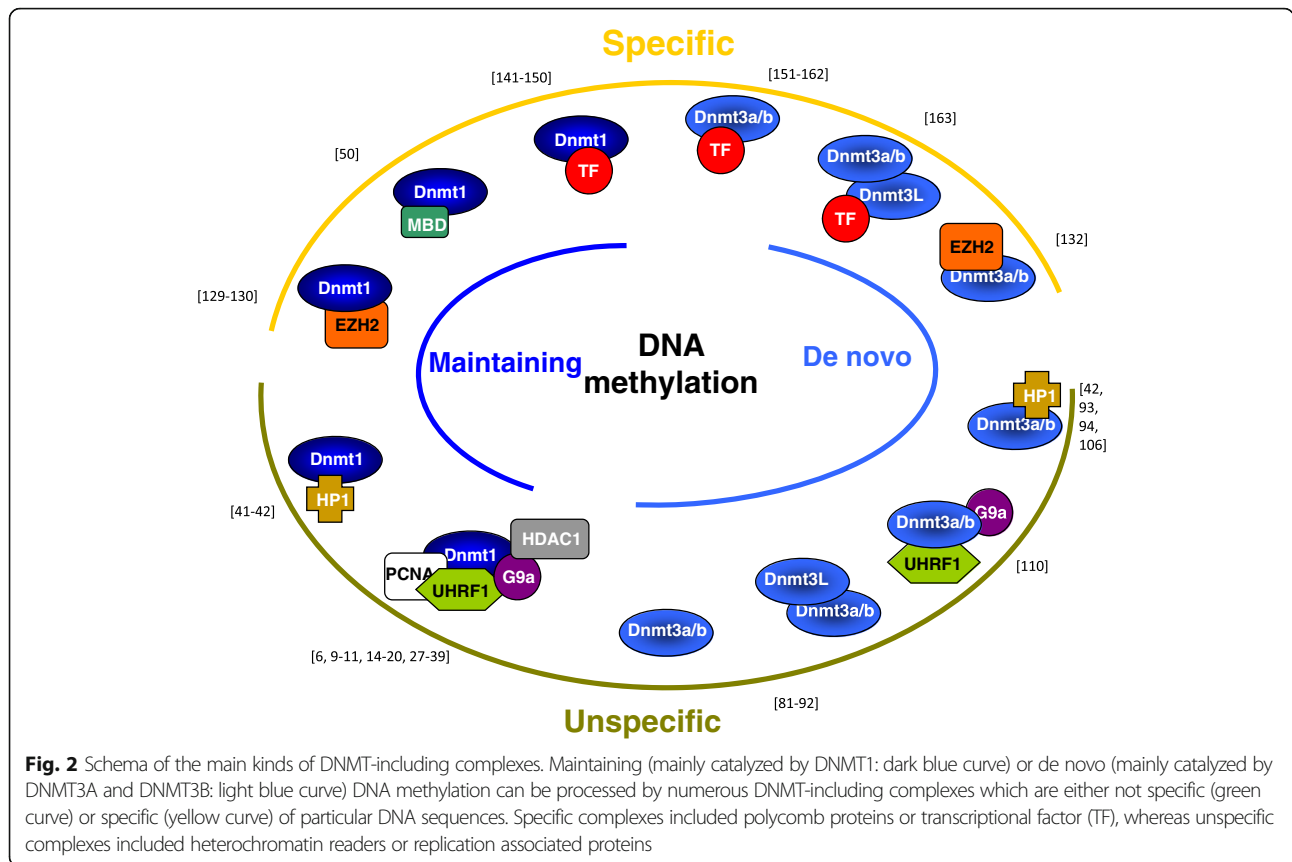 Specific
[141-150]
[151-162]
[163]
[50]
[132]
[129-130]
Dnmt1
TF
Dnmt3a/b
TF
Dnmt3a/b
Dnmt3L
TF
Dnmt1
MBD
EZH2
Dnmt3a/b
Dnmt1
EZH2
Maintaining
DNA
methylation
De novo
HP1
Dnmt3a/b
[42,
93,
94,
106]
Dnmt1
HP1
[41-42]
HDAC1
Dnmt1
PCNA
UHRF1
G9a
G9a
Dnmt3a/b
UHRF1
[110]
Dnmt3L
Dnmt3a/b
Dnmt3a/b
[6, 9-11, 14-20, 27-39]
[81-92]
Unspecific
Fig. 2 Schema of the main kinds of DNMT-including complexes. Maintaining (mainly catalyzed by DNMT1: dark blue curve) or de novo (mainly catalyzed by
DNMT3A and DNMT3B: light blue curve) DNA methylation can be processed by numerous DNMT-including complexes which are either not specific (green
curve) or specific (yellow curve) of particular DNA sequences. Specific complexes included polycomb proteins or transcriptional factor (TF), whereas unspecific
complexes included heterochromatin readers or replication associated proteins